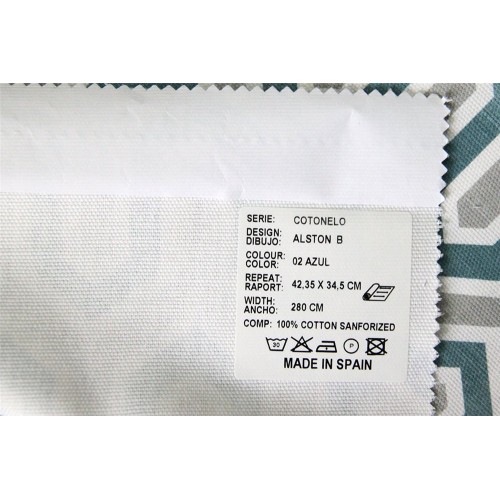 SERIE: COTONELO
DESIGN:
DIBUJO: ALSTON B
COLOUR:
COLOR: 02 AZUL
REPEAT:
RAPORT: 42,35 X 34,5 CM
WIDTH:
ANCHO: 280 CM
COMP: 100% COTTON SANFORIZED
30 P
MADE IN SPAIN